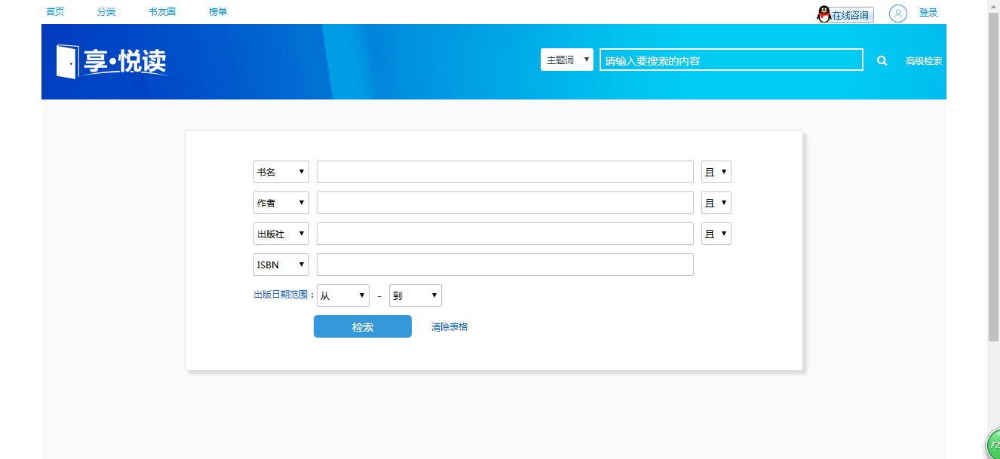 首页 分类 书友圈 榜单 在线咨询 登录
享·悦读 主题词 请输入要搜索的内容 高级检索
书名 且
作者 且
出版社 且
ISBN
出版日期范围： 从 - 到
检索 清除表格
72